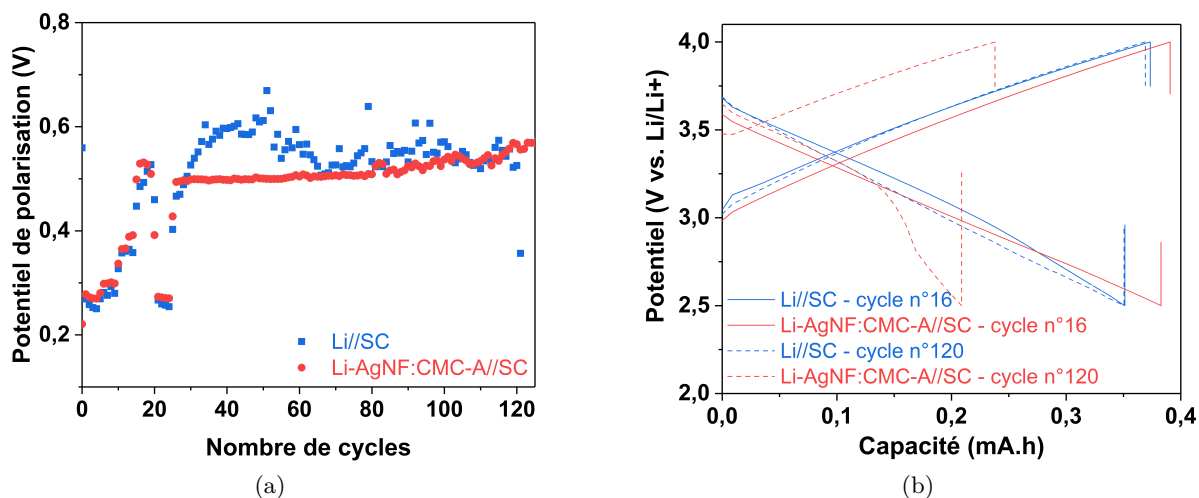 Potentiel de polarisation (V)
0,8
0,6
0,4
0,2
Li//SC
Li-AgNF:CMC-A//SC
0 20 40 60 80 100 120
Nombre de cycles
(a)
Potentiel (V vs. Li/Li+)
4,0
3,5
3,0
2,5
2,0
Li//SC - cycle n°16
Li-AgNF:CMC-A//SC - cycle n°16
Li//SC - cycle n°120
Li-AgNF:CMC-A//SC - cycle n°120
0,0 0,1 0,2 0,3 0,4
Capacité (mA.h)
(b)